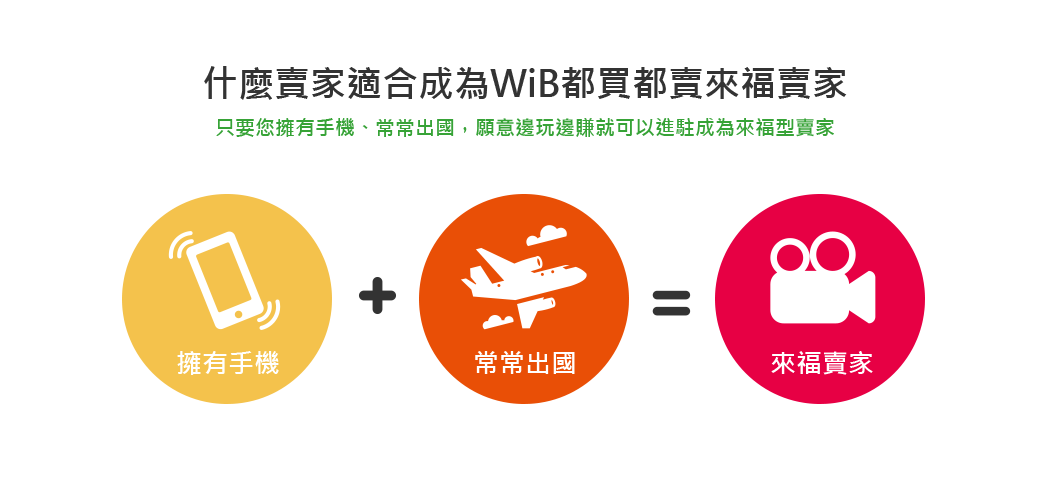 什麼賣家適合成為WiB都買都賣來福賣家
只要您擁有手機、常常出國，願意邊玩邊賺就可以進駐成為來福型賣家
擁有手機
常常出國
來福賣家